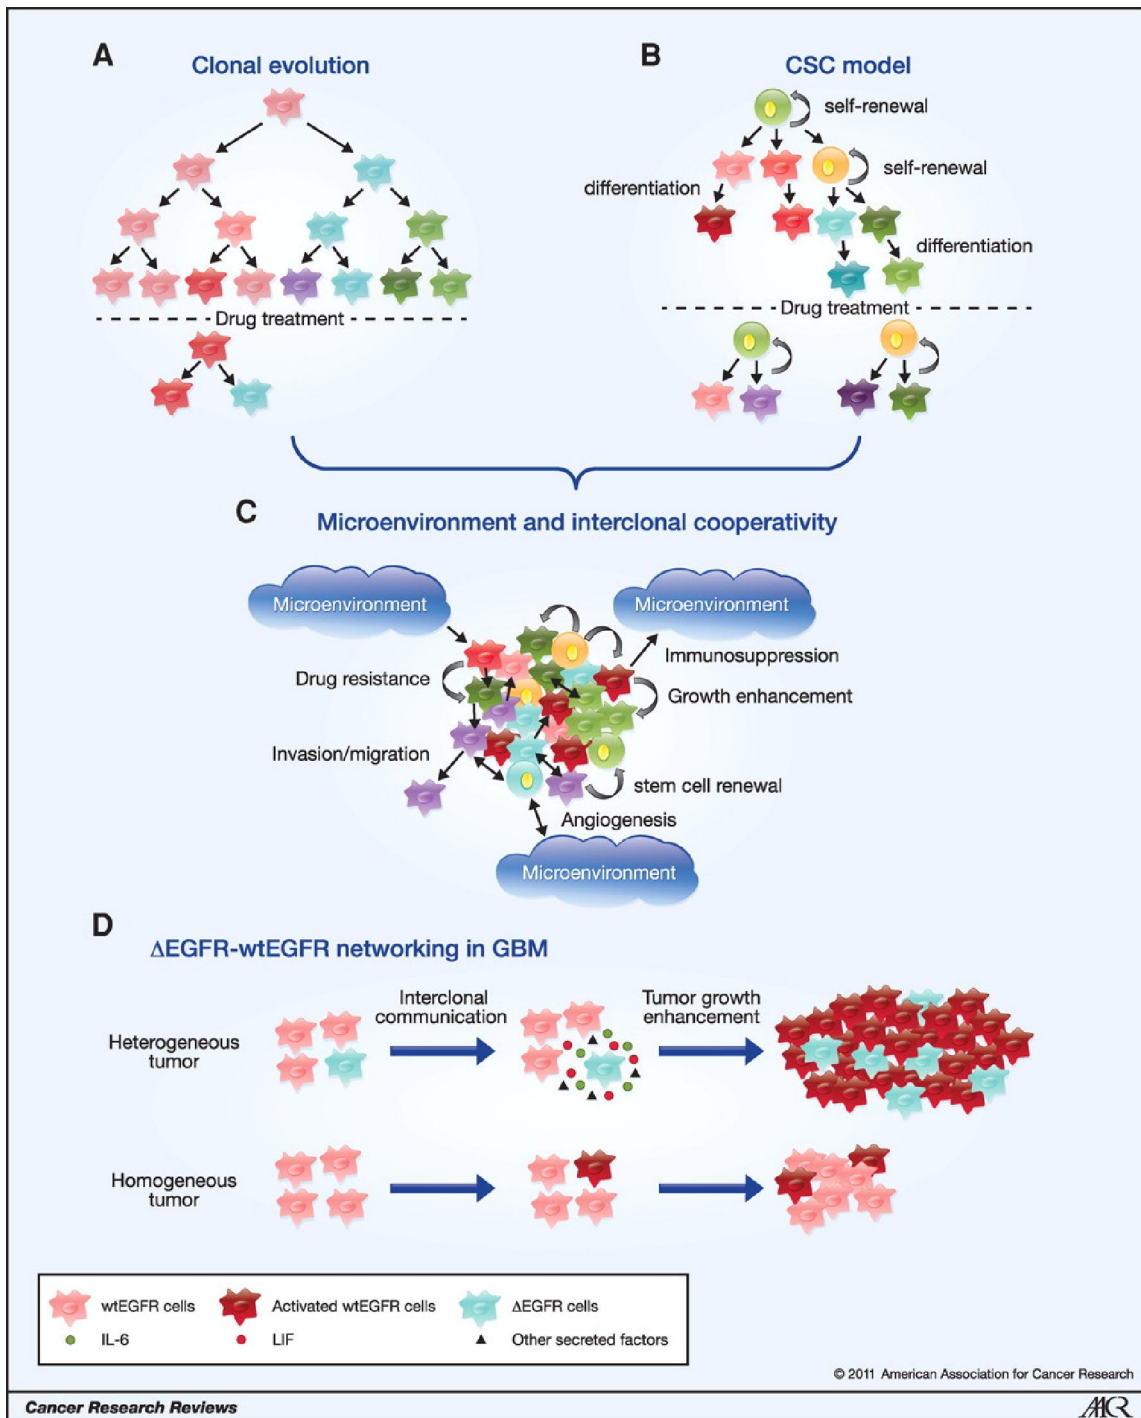 A
Clonal evolution
Drug treatment
B
CSC model
self-renewal
self-renewal
differentiation
differentiation
Drug treatment
C
Microenvironment and interclonal cooperativity
Microenvironment
Microenvironment
Immunosuppression
Drug resistance
Growth enhancement
Invasion/migration
stem cell renewal
Angiogenesis
Microenvironment
D
ΔEGFR-wtEGFR networking in GBM
Interclonal
communication
Tumor growth
enhancement
Heterogeneous
tumor
Homogeneous
tumor
wtEGFR cells
Activated wtEGFR cells
ΔEGFR cells
IL-6
LIF
Other secreted factors
© 2011 American Association for Cancer Research
Cancer Research Reviews
AACR